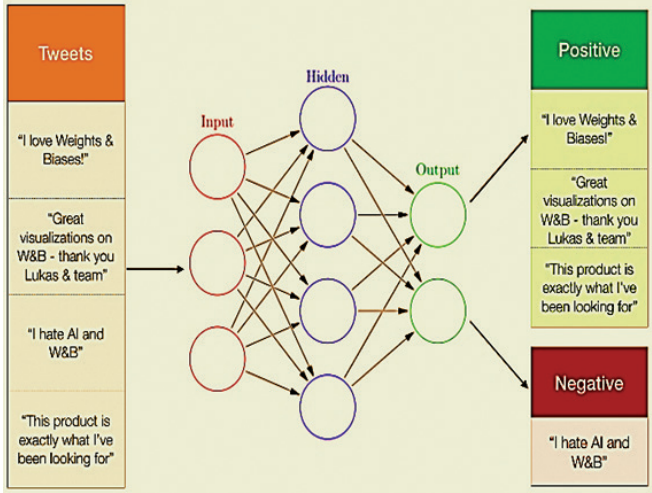 Tweets
"I love Weights &
Biases!"
"Great
visualizations on
W&B - thank you
Lukas & team"
"I hate AI and
W&B"
"This product is
exactly what I've
been looking for"
Input
Hidden
Output
Positive
"I love Weights &
Biases!"
"Great
visualizations on
W&B - thank you
Lukas & team"
"This product is
exactly what I've
been looking for"
Negative
"I hate AI and
W&B"